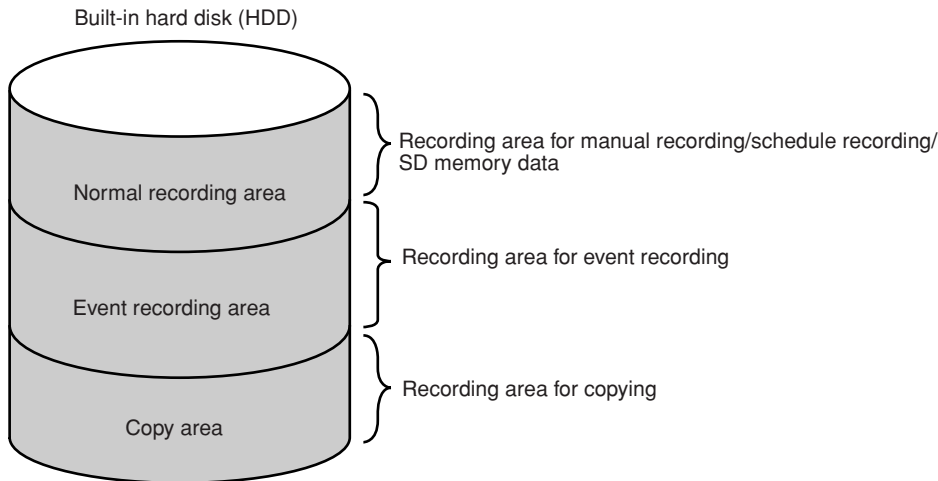 Built-in hard disk (HDD)
Recording area for manual recording/schedule recording/
SD memory data
Normal recording area
Recording area for event recording
Event recording area
Recording area for copying
Copy area